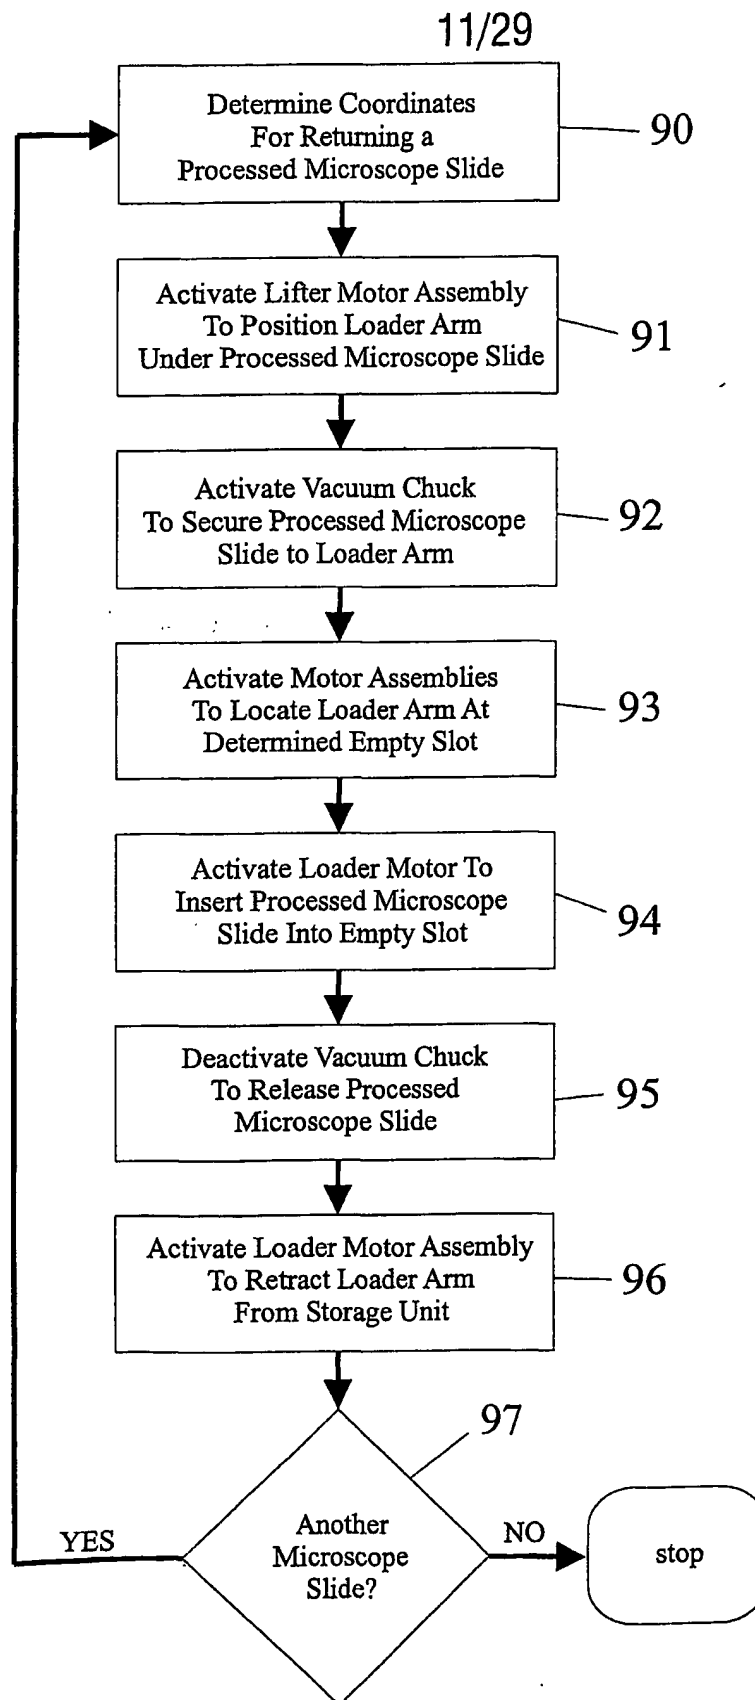 11/29
Determine Coordinates
For Returning a
Processed Microscope Slide
90
Activate Lifter Motor Assembly
To Position Loader Arm
Under Processed Microscope Slide
91
Activate Vacuum Chuck
To Secure Processed Microscope
Slide to Loader Arm
92
Activate Motor Assemblies
To Locate Loader Arm At
Determined Empty Slot
93
Activate Loader Motor To
Insert Processed Microscope
Slide Into Empty Slot
94
Deactivate Vacuum Chuck
To Release Processed
Microscope Slide
95
Activate Loader Motor Assembly
To Retract Loader Arm
From Storage Unit
96
97
YES
Another
Microscope
Slide?
NO
stop